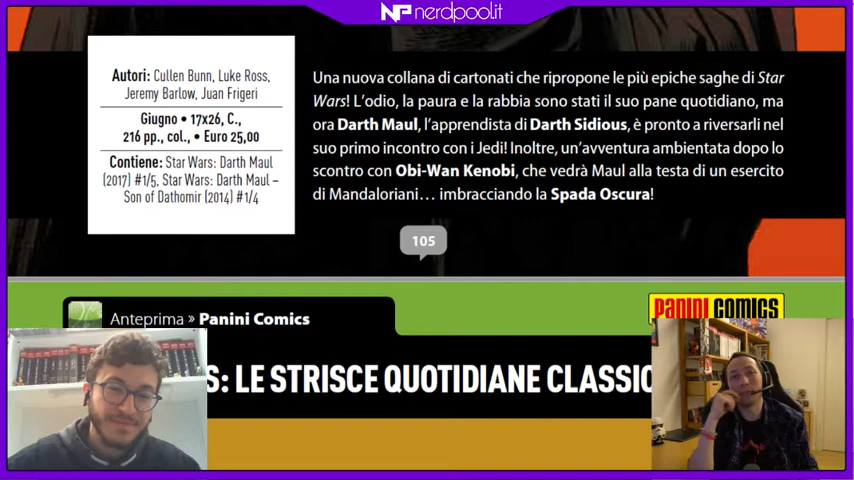 NP nerdpool.it
Autori: Cullen Bunn, Luke Ross,
Jeremy Barlow, Juan Frigeri
Giugno • 17x26, C.,
216 pp., col., • Euro 25,00
Contiene: Star Wars: Darth Maul
(2017) #1/5, Star Wars: Darth Maul –
Son of Dathomir (2014) #1/4
Una nuova collana di cartonati che ripropone le più epiche saghe di Star
Wars! L’odio, la paura e la rabbia sono stati il suo pane quotidiano, ma
ora Darth Maul, l’apprendista di Darth Sidious, è pronto a riversarli nel
suo primo incontro con i Jedi! Inoltre, un’avventura ambientata dopo lo
scontro con Obi-Wan Kenobi, che vedrà Maul alla testa di un esercito
di Mandaloriani… imbracciando la Spada Oscura!
105
Anteprima » Panini Comics
PANINI COMICS
S: LE STRISCE QUOTIDIANE CLASSIC